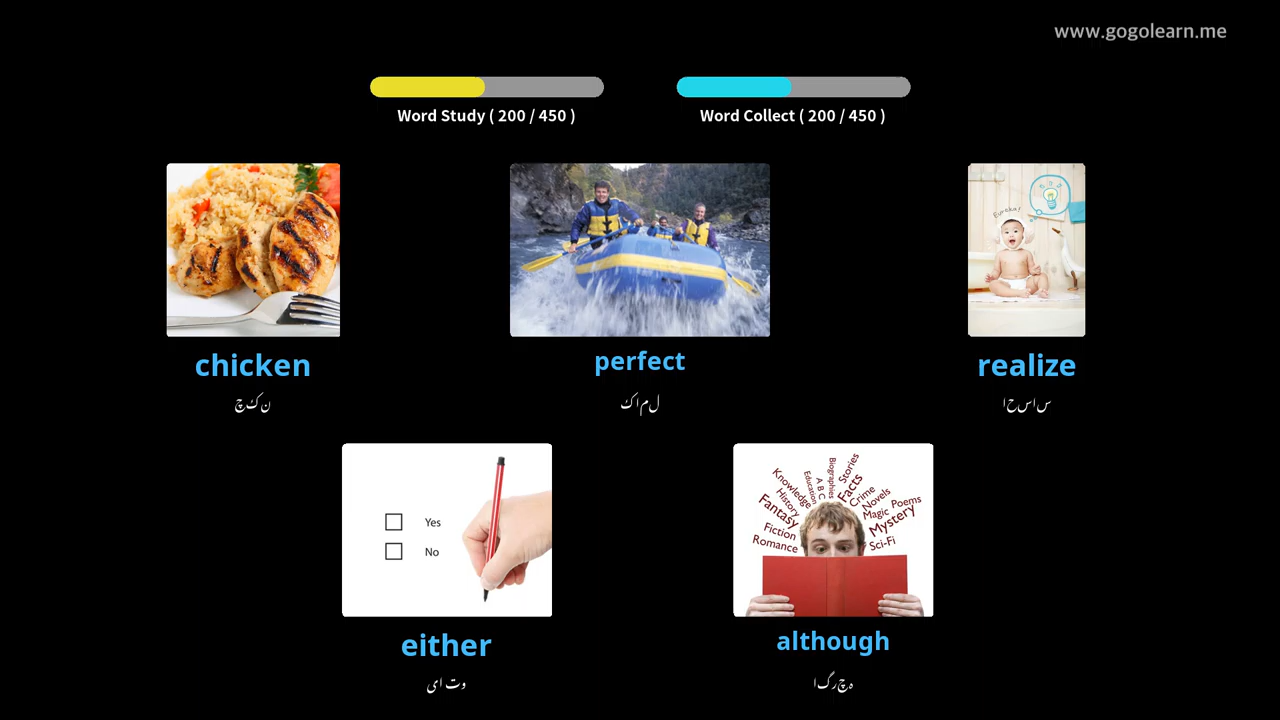 www.gogolearn.me
Word Study ( 200 / 450 )
Word Collect ( 200 / 450 )
Eureka!
chicken
perfect
realize
چکن
کامل
احساس
Yes
No
Knowledge
History
Fantasy
Fiction
Romance
Education
A B C
Biographies
Stories
Facts
Crime
Novels
Magic
Poems
Mystery
Sci-Fi
either
although
یا تو
اگرچہ